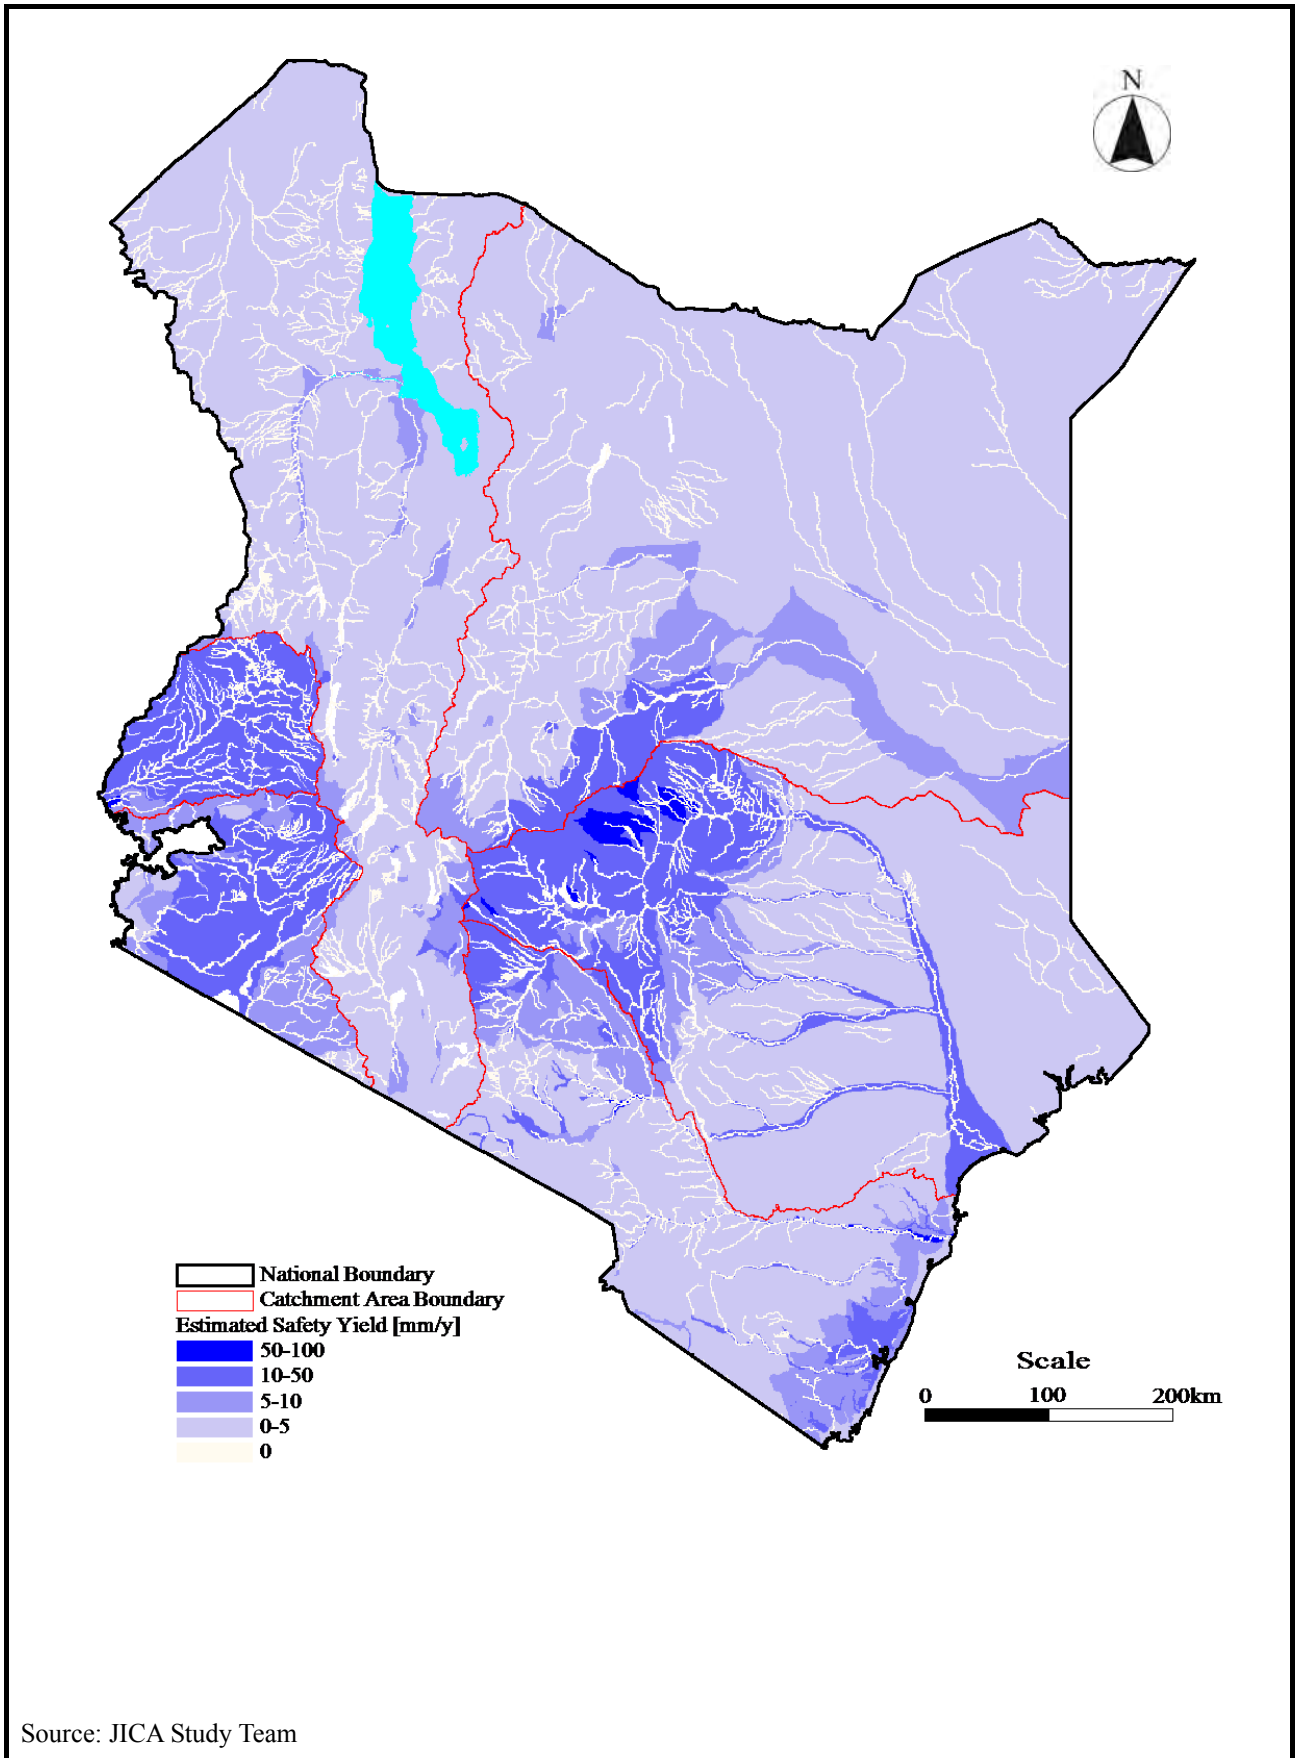 N
National Boundary
Catchment Area Boundary
Estimated Safety Yield [mm/y]
50-100
10-50
5-10
0-5
0
Scale
0 100 200km
Source: JICA Study Team